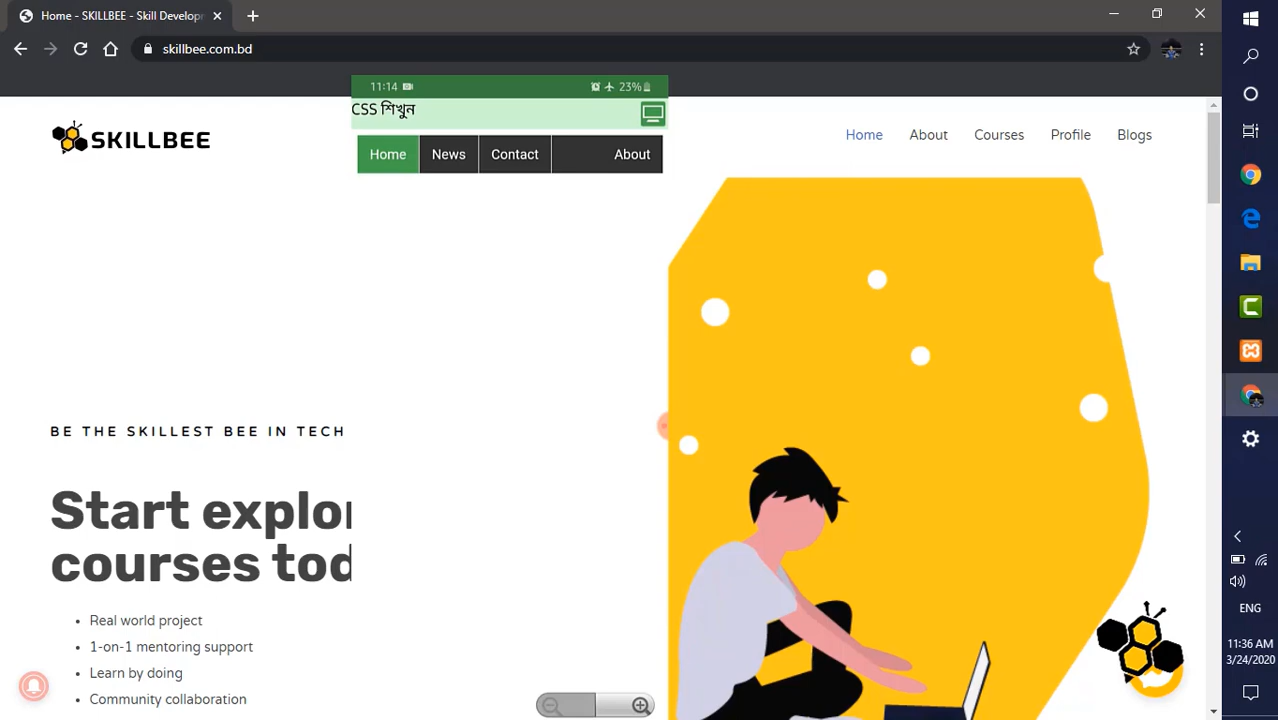 Home - SKILLBEE - Skill Develop
skillbee.com.bd
11:14
23%
CSS শিখুন
Home News Contact About
SKILLBEE
Home About Courses Profile Blogs
BE THE SKILLEST BEE IN TECH
Start explo
courses tod
Real world project
1-on-1 mentoring support
Learn by doing
Community collaboration
ENG
11:36 AM
3/24/2020